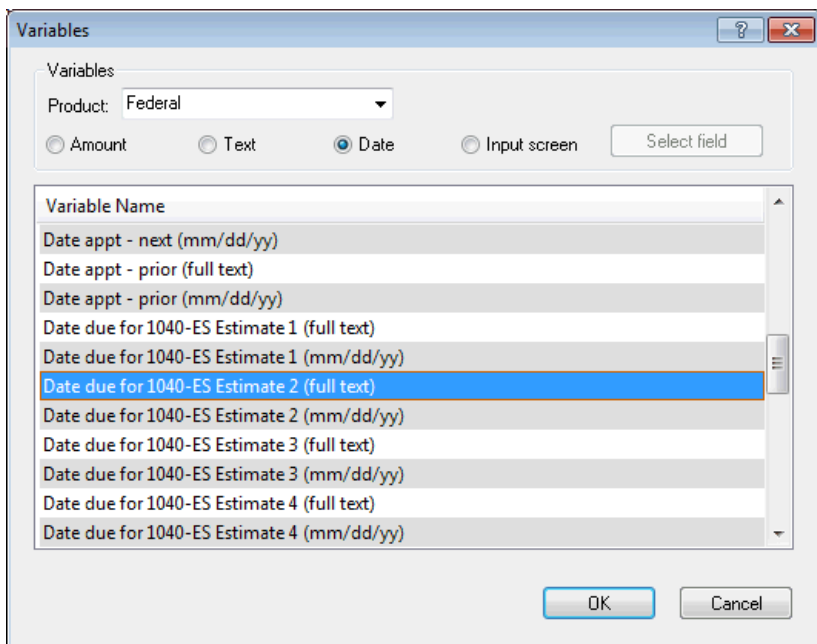 Variables
Variables
Product: Federal
Amount Text Date Input screen Select field
Variable Name
Date appt - next (mm/dd/yy)
Date appt - prior (full text)
Date appt - prior (mm/dd/yy)
Date due for 1040-ES Estimate 1 (full text)
Date due for 1040-ES Estimate 1 (mm/dd/yy)
Date due for 1040-ES Estimate 2 (full text)
Date due for 1040-ES Estimate 2 (mm/dd/yy)
Date due for 1040-ES Estimate 3 (full text)
Date due for 1040-ES Estimate 3 (mm/dd/yy)
Date due for 1040-ES Estimate 4 (full text)
Date due for 1040-ES Estimate 4 (mm/dd/yy)
OK Cancel